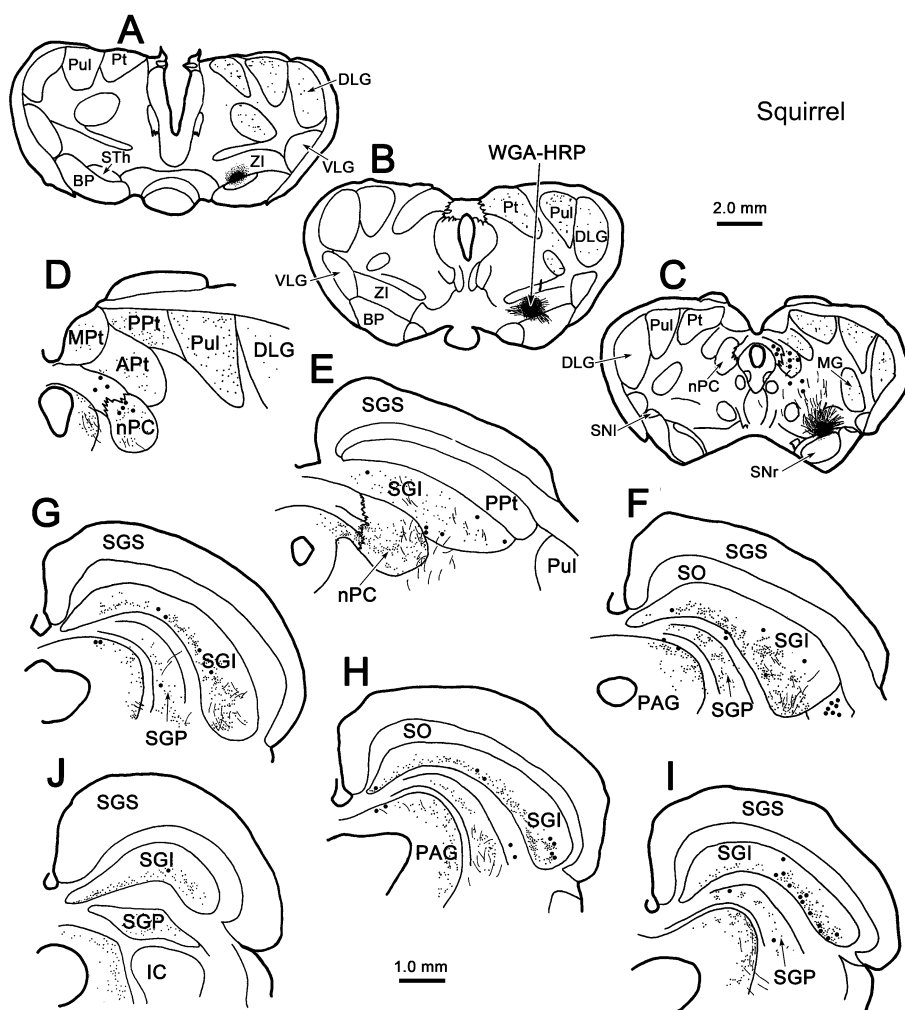 A
Pul
Pt
DLG
STh
BP
ZI
VLG
Squirrel
WGA-HRP
B
Pt
Pul
DLG
VLG
ZI
BP
2.0 mm
C
Pul
Pt
DLG
nPC
MG
SNl
SNr
D
MPt
PPt
Pul
DLG
APt
nPC
E
SGS
SGI
PPt
nPC
Pul
F
SGS
SO
SGI
PAG
SGP
G
SGS
SGI
SGP
H
SO
SGI
PAG
J
SGS
SGI
SGP
IC
I
SGS
SGI
SGP
1.0 mm